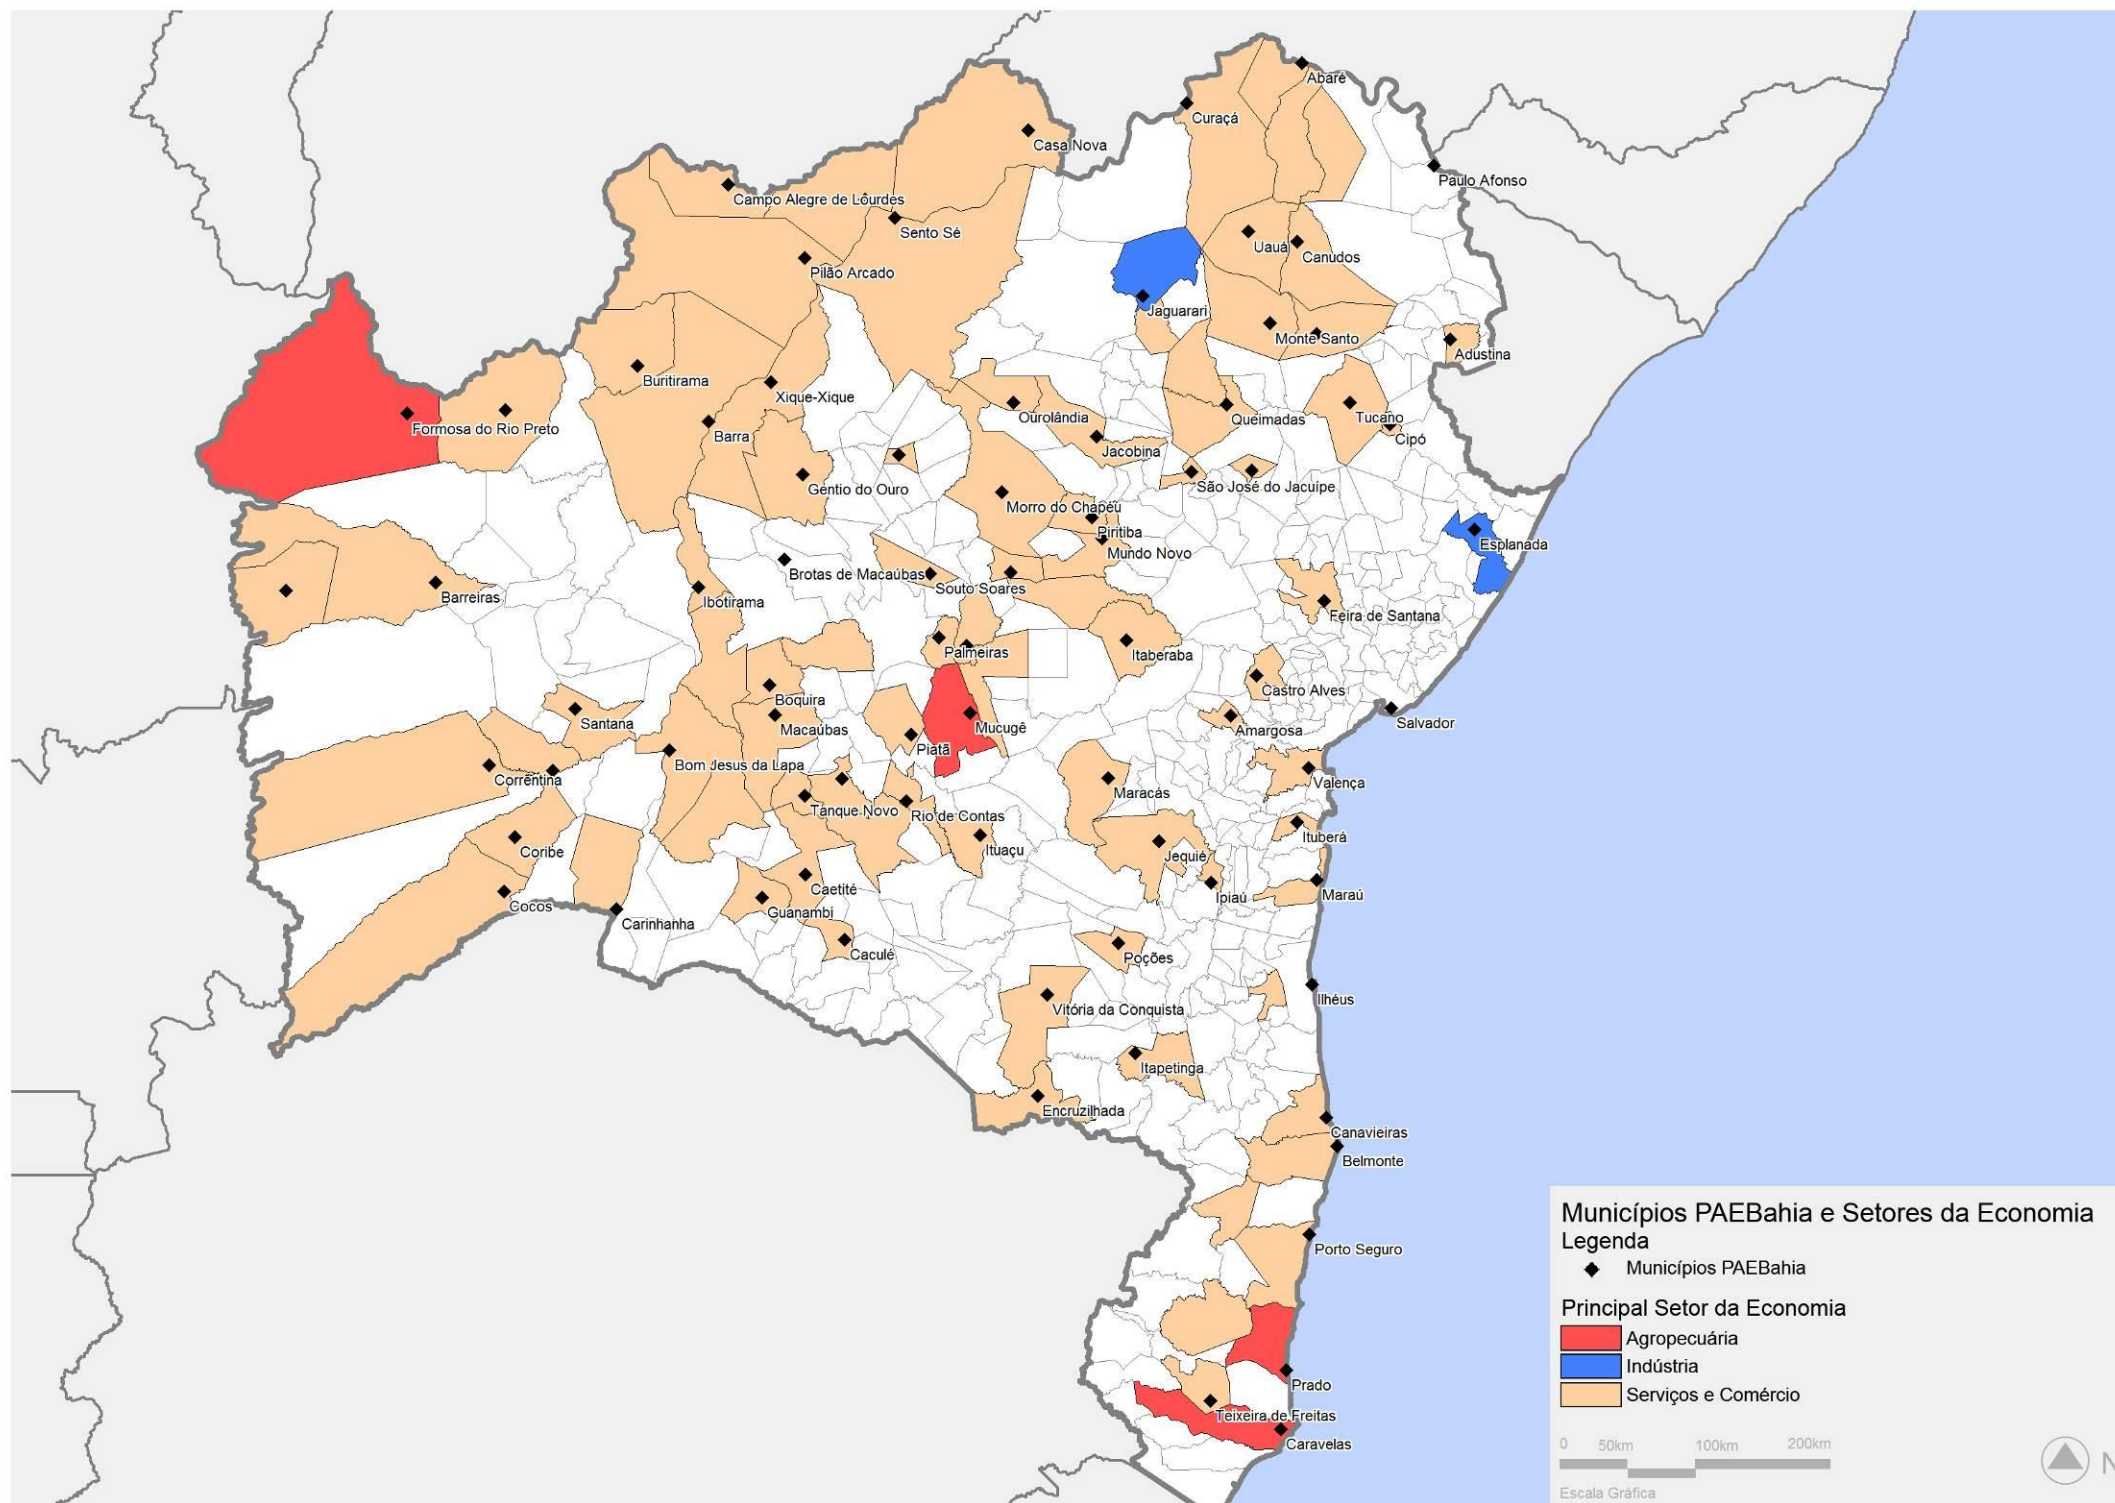 Abaré
Curaçá
Casa Nova
Paulo Afonso
Campo Alegre de Lourdes
Sento Sé
Uauá
Canudos
Pilão Arcado
Jaguarari
Monte Santo
Adustina
Buritirama
Xique-Xique
Ourolândia
Queimadas
Tucano
Formosa do Rio Preto
Barra
Cipó
Jacobina
Gentio do Ouro
São José do Jacuípe
Morro do Chapéu
Piritiba
Esplanada
Mundo Novo
Brotas de Macaúbas
Souto Soares
Barreiras
Ibotirama
Feira de Santana
Palmeiras
Itaberaba
Castro Alves
Boquira
Santana
Macaúbas
Mucugê
Amargosa
Salvador
Piatã
Bom Jesus da Lapa
Correntina
Valença
Maracás
Tanque Novo
Rio de Contas
Ituberá
Coribe
Ituaçu
Jequié
Caetité
Ipiaú
Maraú
Cocos
Guanambi
Carinhanha
Caculé
Poções
Ilhéus
Vitória da Conquista
Itapetinga
Encruzilhada
Canavieiras
Belmonte
Porto Seguro
Prado
Teixeira de Freitas
Caravelas
Municípios PAEBahia e Setores da Economia
Legenda
Municípios PAEBahia
Principal Setor da Economia
Agropecuária
Indústria
Serviços e Comércio
0 50km 100km 200km
Escala Gráfica
N